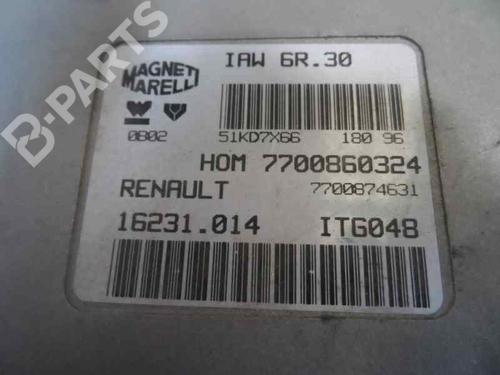 B-PARTS
IAW 6R.30
MAGNETI
MARELLI
0802 51KD7X66 180 96
HOM 7700860324
RENAULT 7700874631
16231.014 ITG048